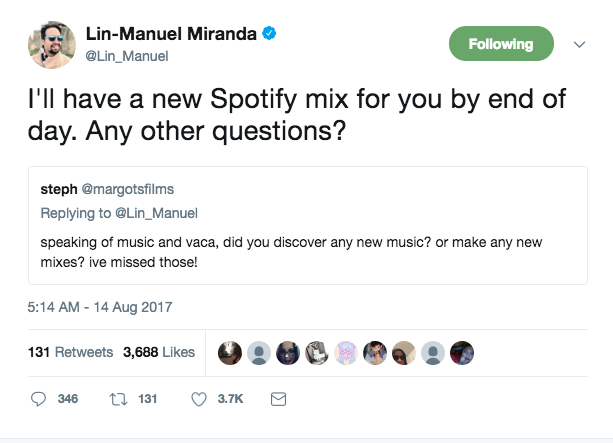 Lin-Manuel Miranda
@Lin_Manuel
Following
I'll have a new Spotify mix for you by end of
day. Any other questions?
steph @margotsfilms
Replying to @Lin_Manuel
speaking of music and vaca, did you discover any new music? or make any new
mixes? ive missed those!
5:14 AM - 14 Aug 2017
131 Retweets 3,688 Likes
346 131 3.7K